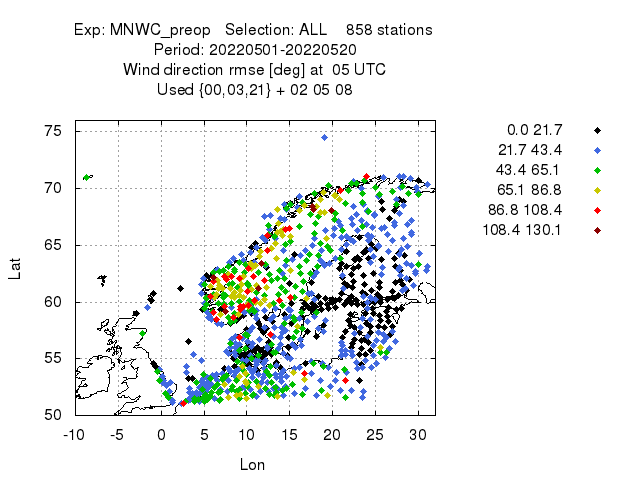 Exp: MNWC_preop   Selection: ALL    858 stations
Period: 20220501-20220520
Wind direction rmse [deg] at  05 UTC
Used {00,03,21} + 02 05 08
0.0 21.7
21.7 43.4
43.4 65.1
65.1 86.8
86.8 108.4
108.4 130.1
75
70
65
60
55
50
Lat
-10 -5 0 5 10 15 20 25 30
Lon